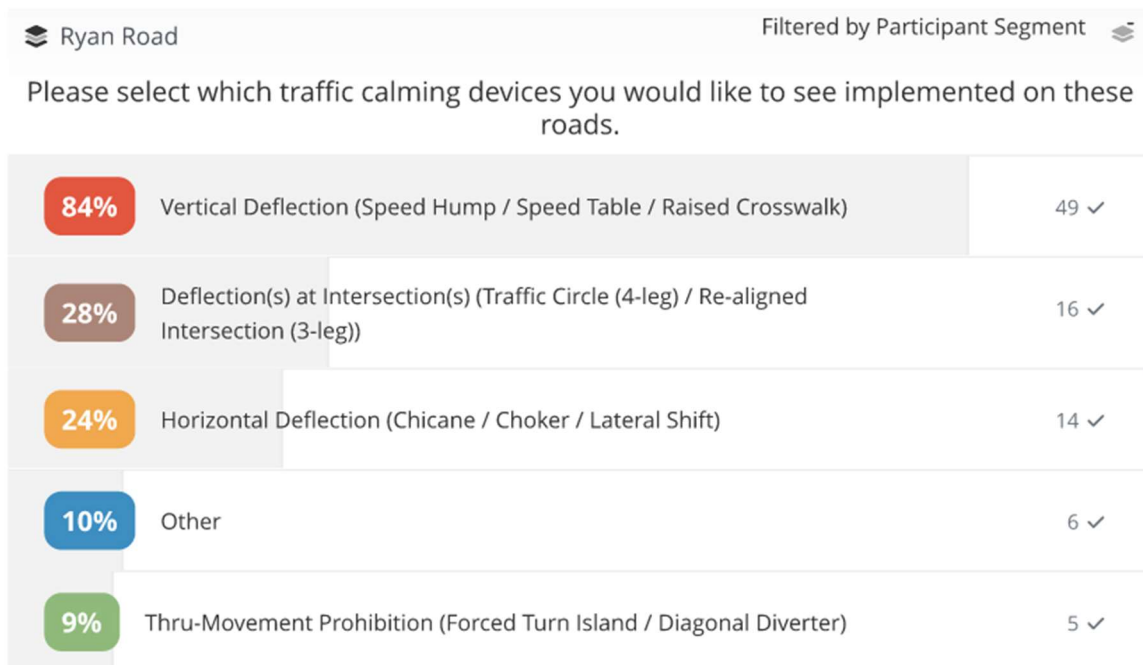 Ryan Road
Filtered by Participant Segment
Please select which traffic calming devices you would like to see implemented on these
roads.
84% Vertical Deflection (Speed Hump / Speed Table / Raised Crosswalk) 49 ✓
28% Deflection(s) at Intersection(s) (Traffic Circle (4-leg) / Re-aligned
Intersection (3-leg)) 16 ✓
24% Horizontal Deflection (Chicane / Choker / Lateral Shift) 14 ✓
10% Other 6 ✓
9% Thru-Movement Prohibition (Forced Turn Island / Diagonal Diverter) 5 ✓